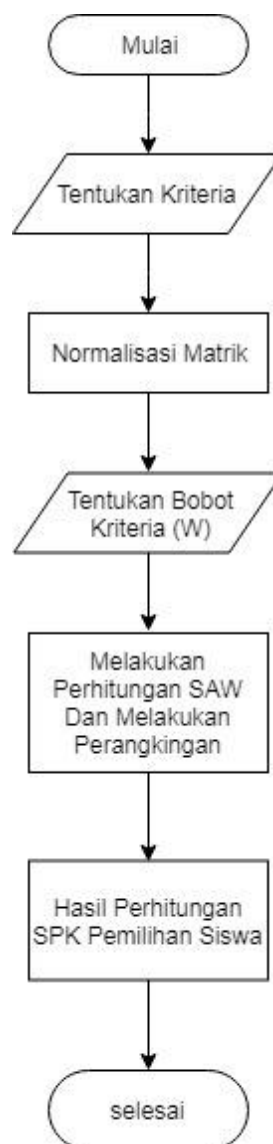 Mulai
Tentukan Kriteria
Normalisasi Matrik
Tentukan Bobot
Kriteria (W)
Melakukan
Perhitungan SAW
Dan Melakukan
Perangkingan
Hasil Perhitungan
SPK Pemilihan Siswa
selesai